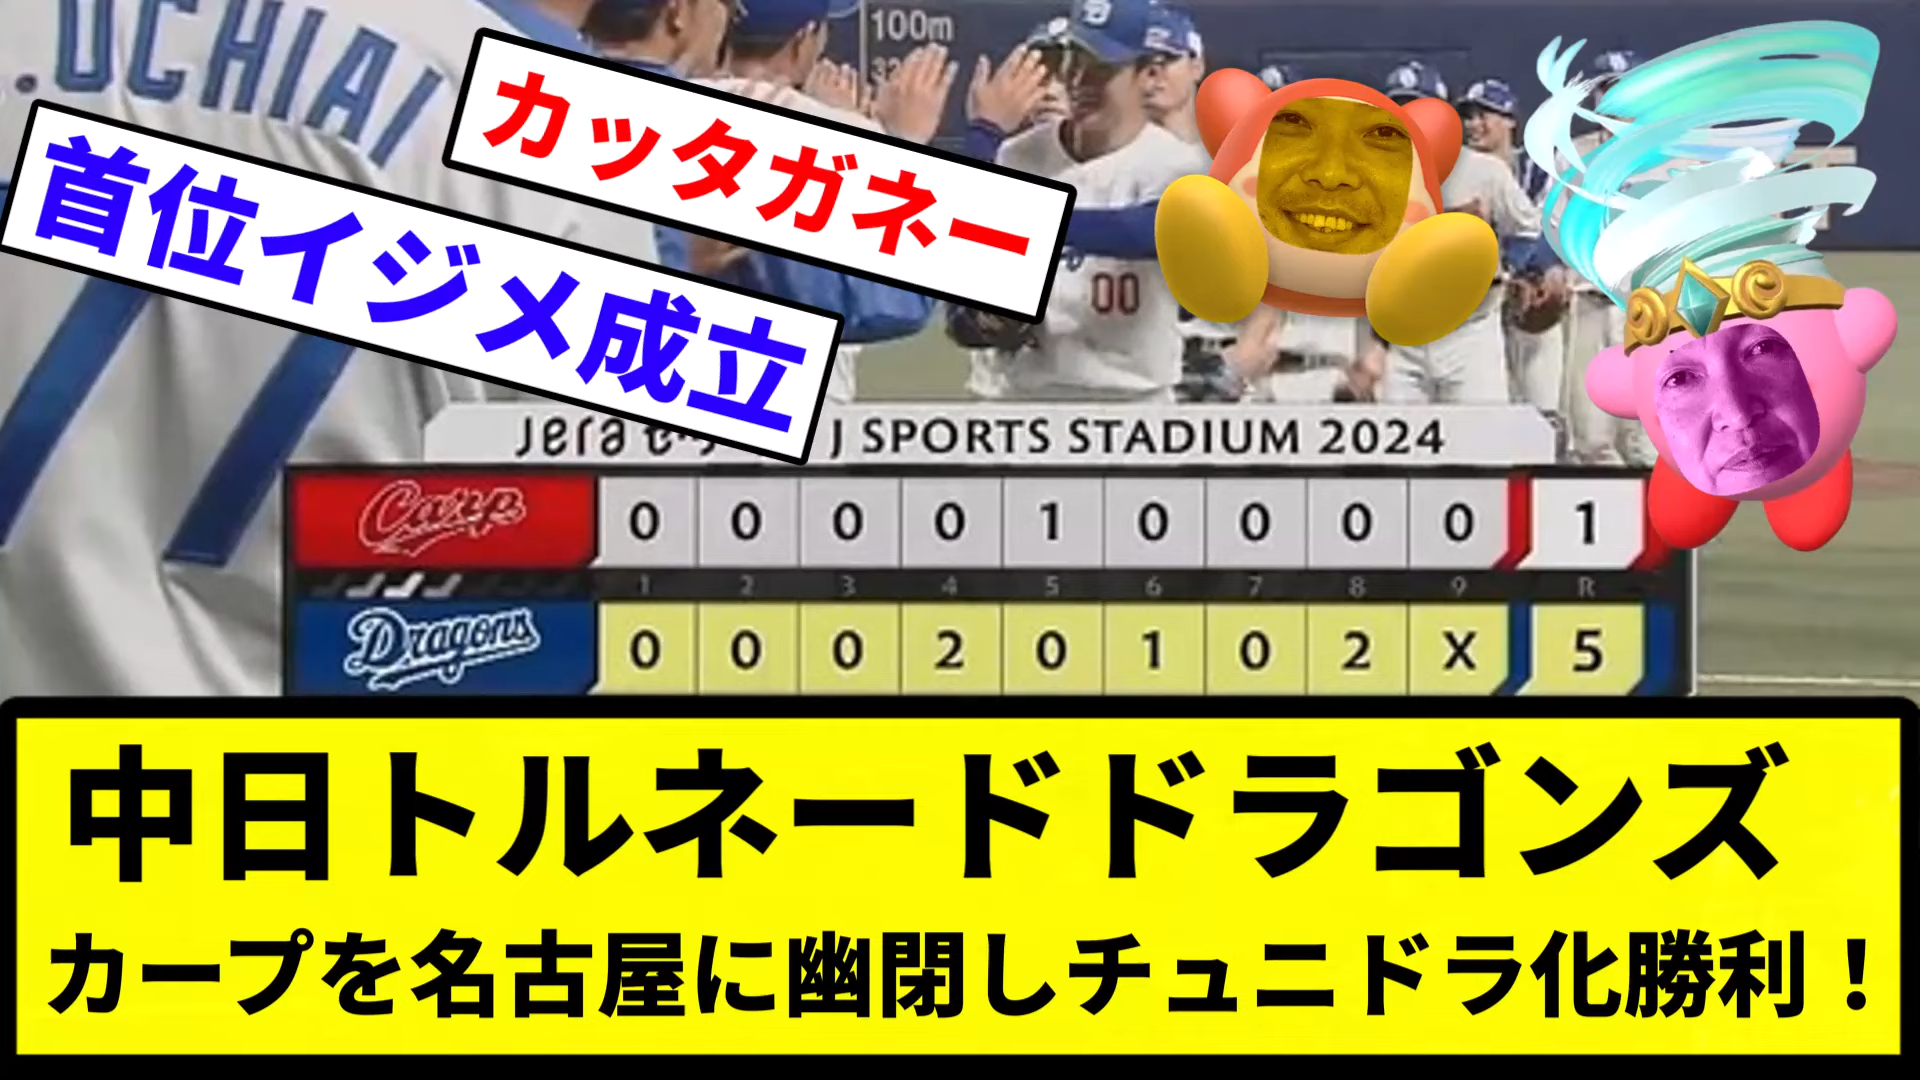 .OCHIAI
100m
カッタガネー
首位イジメ成立
00
Jera セ J SPORTS STADIUM 2024
Carp 0 0 0 0 1 0 0 0 0 1
1 2 3 4 5 6 7 8 9 R
Dragons 0 0 0 2 0 1 0 2 X 5
中日トルネードドラゴンズ
カープを名古屋に幽閉しチュニドラ化勝利！